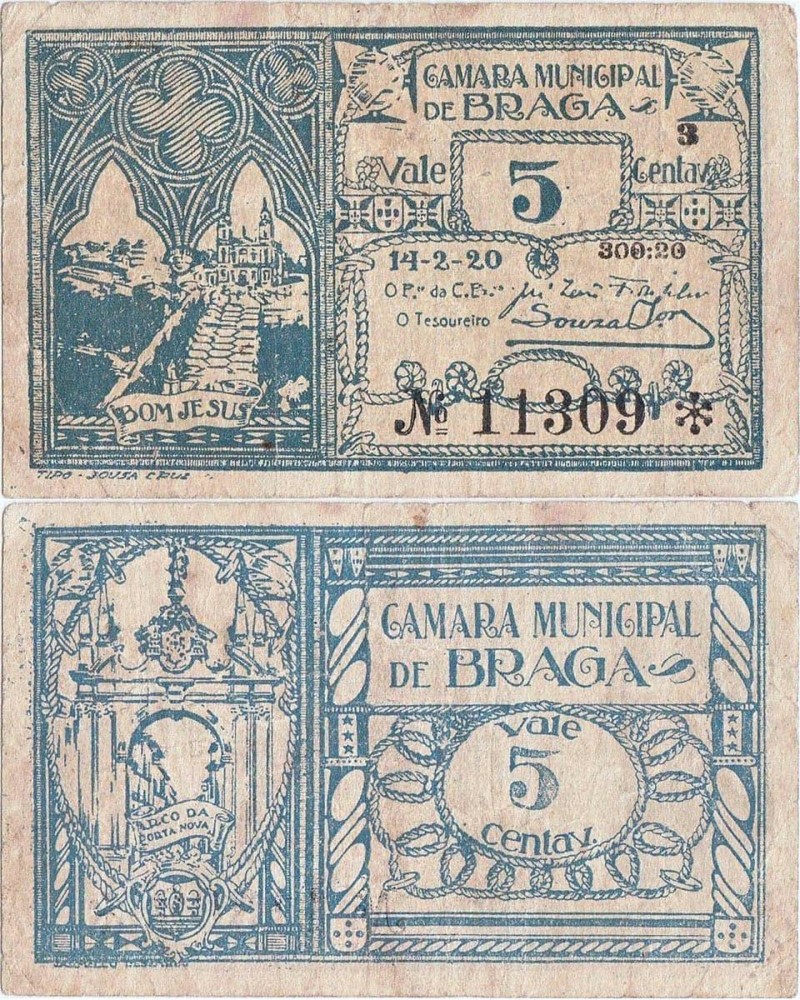 CAMARA MUNICIPAL
DE BRAGA
3
Vale 5 Centav.
14-2-20
300:20
O P.te da C.E.
O Tesoureiro Souza
BOM JESUS
№ 11309 *
TIPO - SOUSA CRUZ
CAMARA MUNICIPAL
DE BRAGA
Vale
5
Centav.
ARCO DA
PORTA NOVA